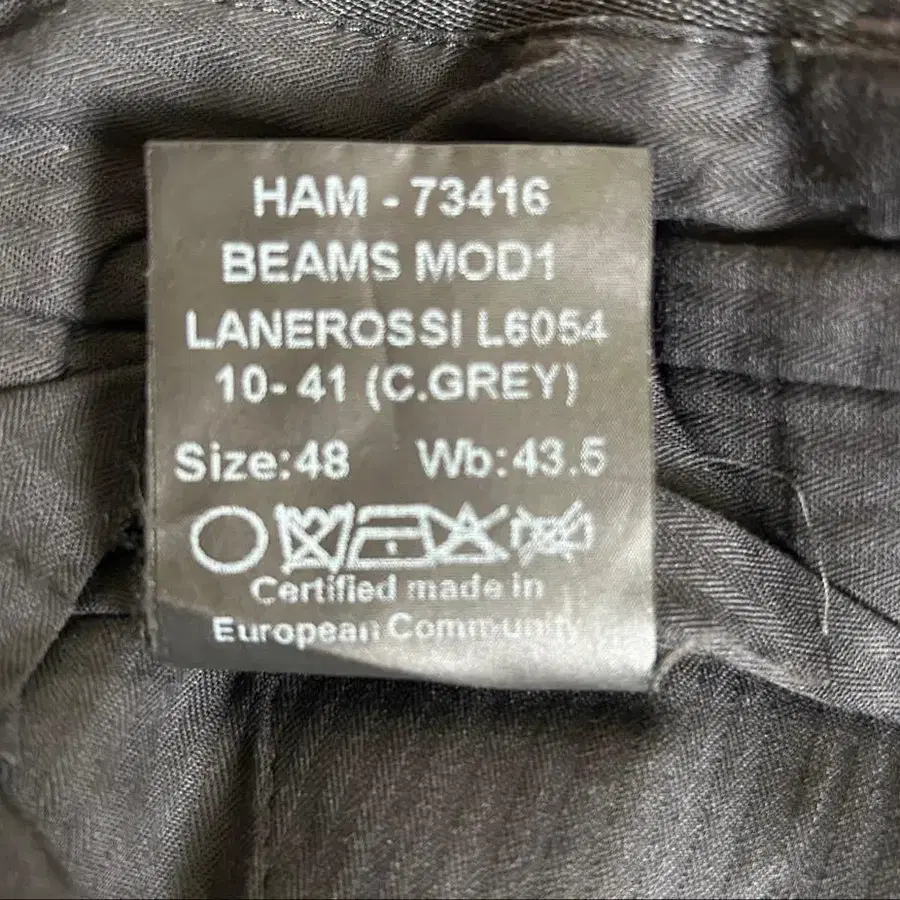 HAM - 73416
BEAMS MOD1
LANEROSSI L6054
10- 41 (C.GREY)
Size:48 Wb:43.5
Certified made in
European Community